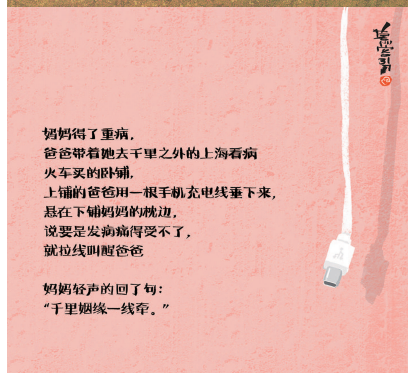 妈妈得了重病，
爸爸带着她去千里之外的上海看病
火车买的卧铺，
上铺的爸爸用一根手机充电线垂下来，
悬在下铺妈妈的枕边，
说要是发病痛得受不了，
就拉线叫醒爸爸
妈妈轻声的回了句：
“千里姻缘一线牵。”